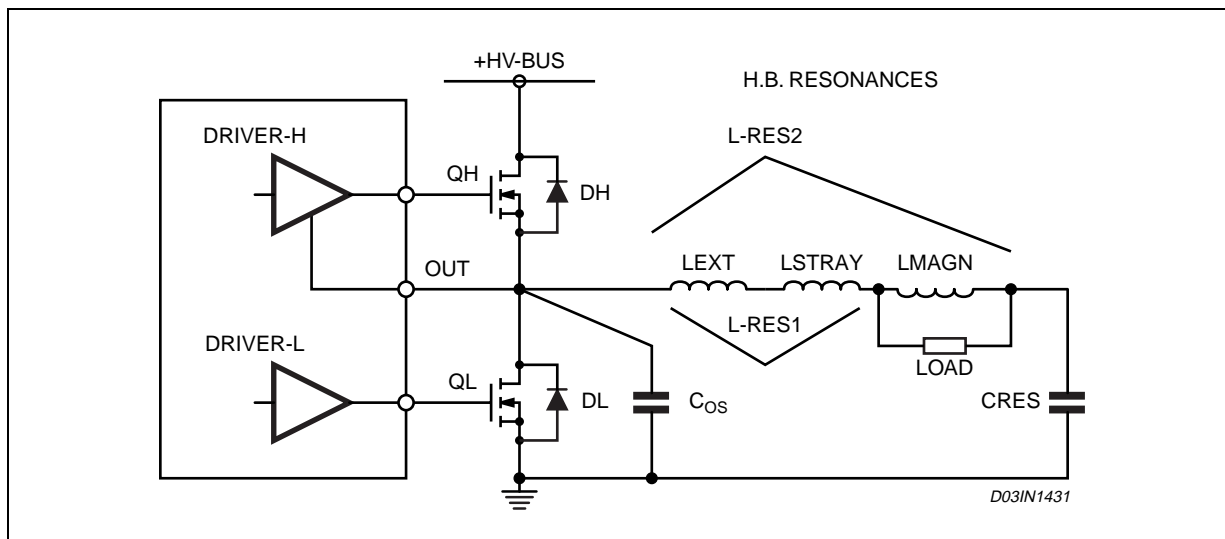 +HV-BUS
H.B. RESONANCES
DRIVER-H
L-RES2
QH
DH
OUT
LEXT
LSTRAY
LMAGN
L-RES1
DRIVER-L
LOAD
QL
DL
COS
CRES
D03IN1431